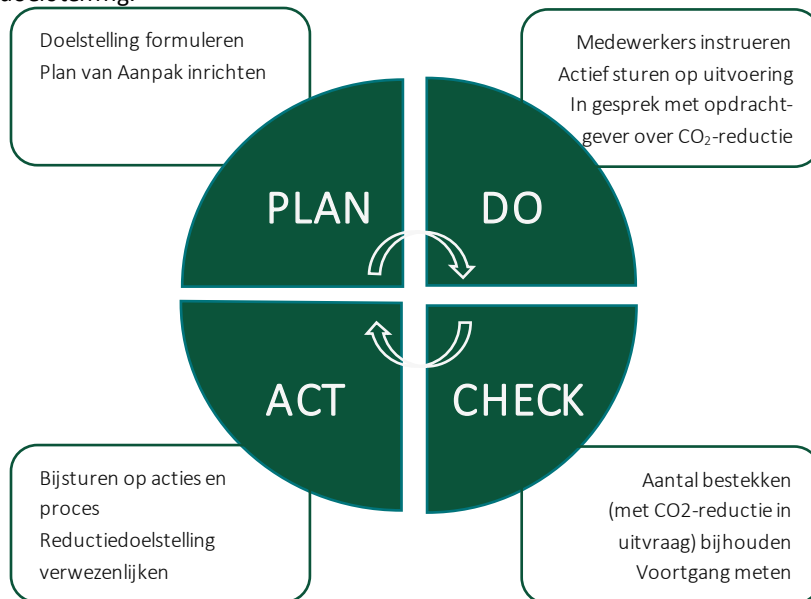 doelstelling.
Doelstelling formuleren
Plan van Aanpak inrichten
Medewerkers instrueren
Actief sturen op uitvoering
In gesprek met opdracht-
gever over CO₂-reductie
PLAN
DO
ACT
CHECK
Bijsturen op acties en
proces
Reductiedoelstelling
verwezenlijken
Aantal bestekken
(met CO2-reductie in
uitvraag) bijhouden
Voortgang meten